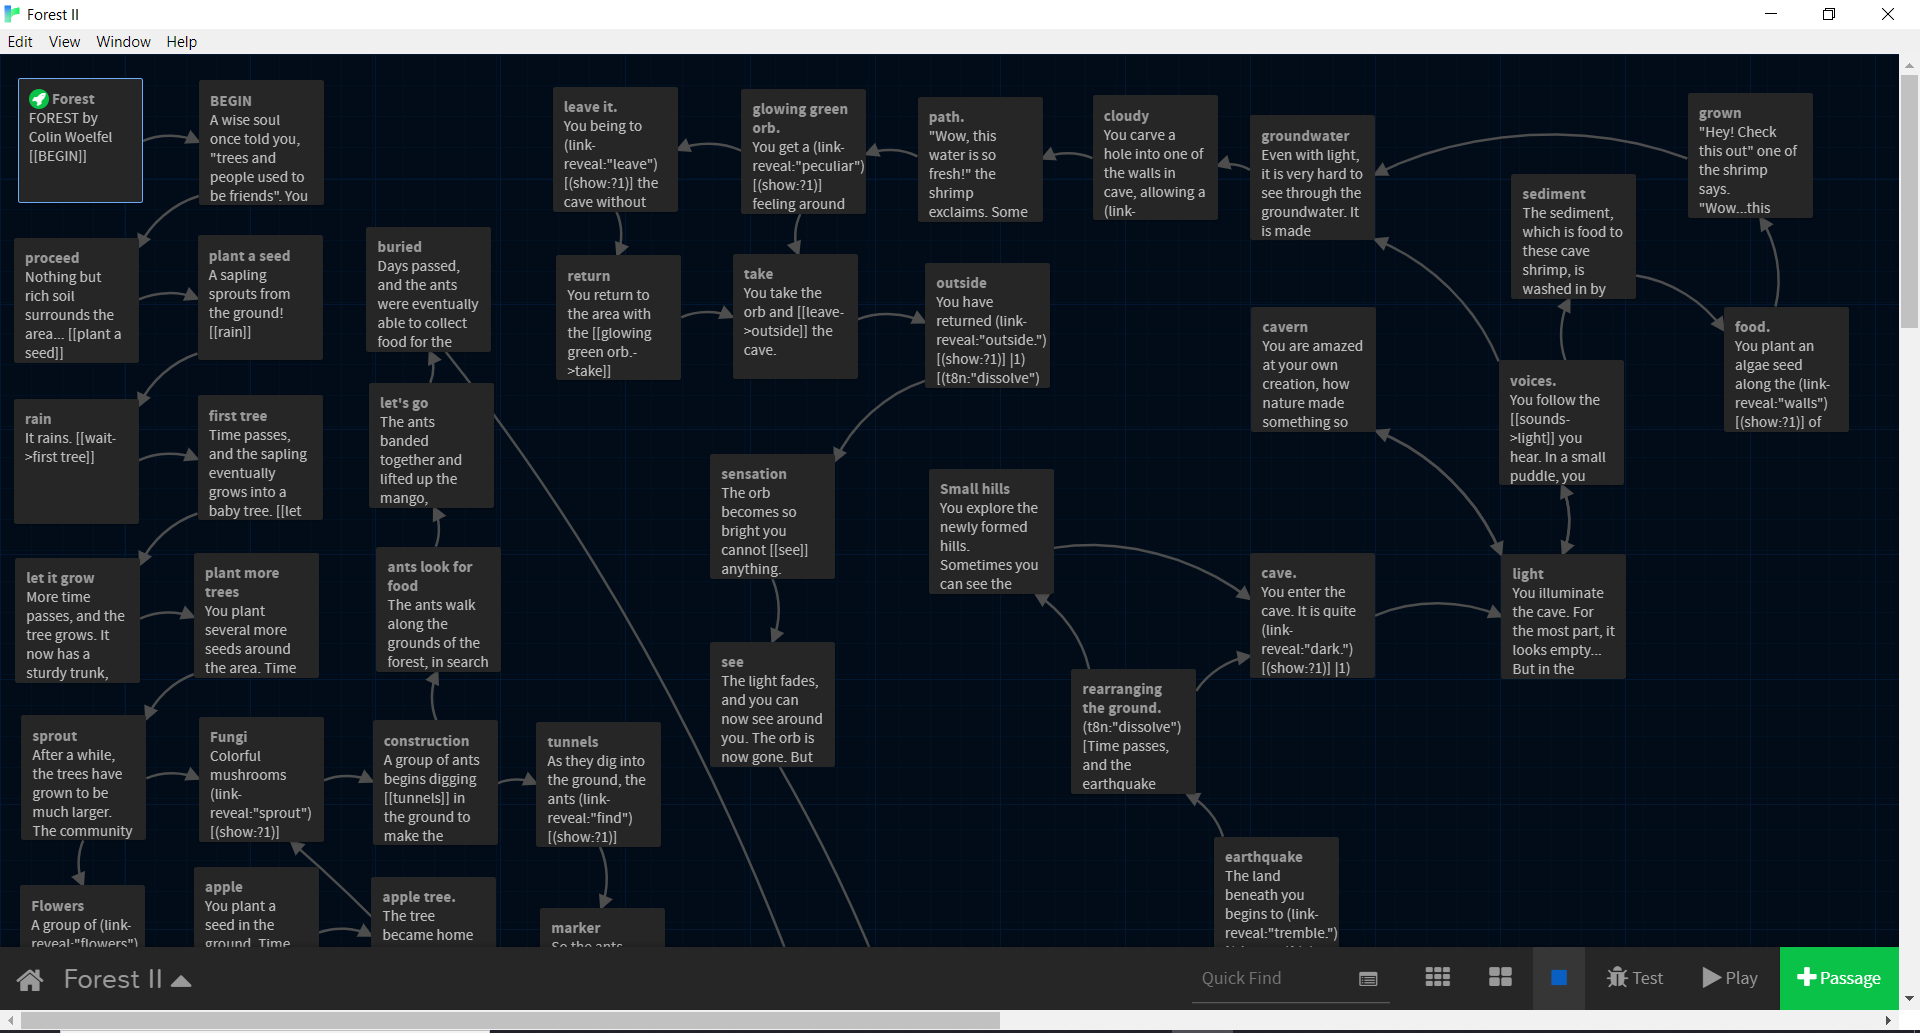 Forest II
Edit View Window Help
Forest
FOREST by
Colin Woelfel
[[BEGIN]]
BEGIN
A wise soul
once told you,
"trees and
people used to
be friends". You
leave it.
You being to
(link-
reveal:"leave")
[(show:?1)] the
cave without
glowing green
orb.
You get a (link-
reveal:"peculiar")
[(show:?1)]
feeling around
path.
"Wow, this
water is so
fresh!" the
shrimp
exclaims. Some
cloudy
You carve a
hole into one of
the walls in
cave, allowing a
(link-
groundwater
Even with light,
it is very hard to
see through the
groundwater. It
is made
grown
"Hey! Check
this out" one of
the shrimp
says.
"Wow...this
sediment
The sediment,
which is food to
these cave
shrimp, is
washed in by
proceed
Nothing but
rich soil
surrounds the
area... [[plant a
seed]]
plant a seed
A sapling
sprouts from
the ground!
[[rain]]
buried
Days passed,
and the ants
were eventually
able to collect
food for the
return
You return to
the area with
the [[glowing
green orb.-
>take]]
take
You take the
orb and [[leave-
>outside]] the
cave.
outside
You have
returned (link-
reveal:"outside.")
[(show:?1)] |1)
[(t8n:"dissolve")
cavern
You are amazed
at your own
creation, how
nature made
something so
food.
You plant an
algae seed
along the (link-
reveal:"walls")
[(show:?1)] of
voices.
You follow the
[[sounds-
>light]] you
hear. In a small
puddle, you
rain
It rains. [[wait-
>first tree]]
first tree
Time passes,
and the sapling
eventually
grows into a
baby tree. [[let
let's go
The ants
banded
together and
lifted up the
mango,
sensation
The orb
becomes so
bright you
cannot [[see]]
anything.
Small hills
You explore the
newly formed
hills.
Sometimes you
can see the
let it grow
More time
passes, and the
tree grows. It
now has a
sturdy trunk,
plant more
trees
You plant
several more
seeds around
the area. Time
ants look for
food
The ants walk
along the
grounds of the
forest, in search
cave.
You enter the
cave. It is quite
(link-
reveal:"dark.")
[(show:?1)] |1)
light
You illuminate
the cave. For
the most part, it
looks empty...
But in the
see
The light fades,
and you can
now see around
you. The orb is
now gone. But
rearranging
the ground.
(t8n:"dissolve")
[Time passes,
and the
earthquake
sprout
After a while,
the trees have
grown to be
much larger.
The community
Fungi
Colorful
mushrooms
(link-
reveal:"sprout")
[(show:?1)]
construction
A group of ants
begins digging
[[tunnels]] in
the ground to
make the
tunnels
As they dig into
the ground, the
ants (link-
reveal:"find")
[(show:?1)]
earthquake
The land
beneath you
begins to (link-
reveal:"tremble.")
Flowers
A group of (link-
reveal:"flowers")
apple
You plant a
seed in the
ground. Time
apple tree.
The tree
became home
marker
So the ants
Forest II
Quick Find
Test
Play
Passage